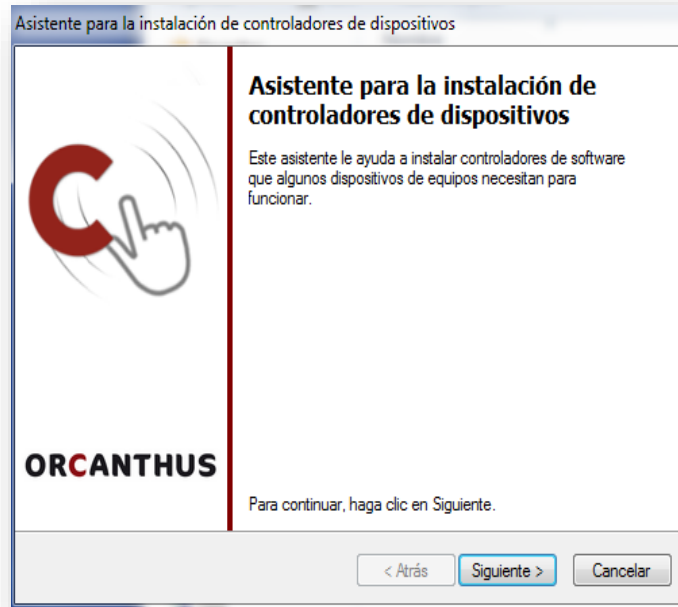 Asistente para la instalación de controladores de dispositivos
Asistente para la instalación de
controladores de dispositivos
Este asistente le ayuda a instalar controladores de software
que algunos dispositivos de equipos necesitan para
funcionar.
ORCANTHUS
Para continuar, haga clic en Siguiente.
< Atrás
Siguiente >
Cancelar